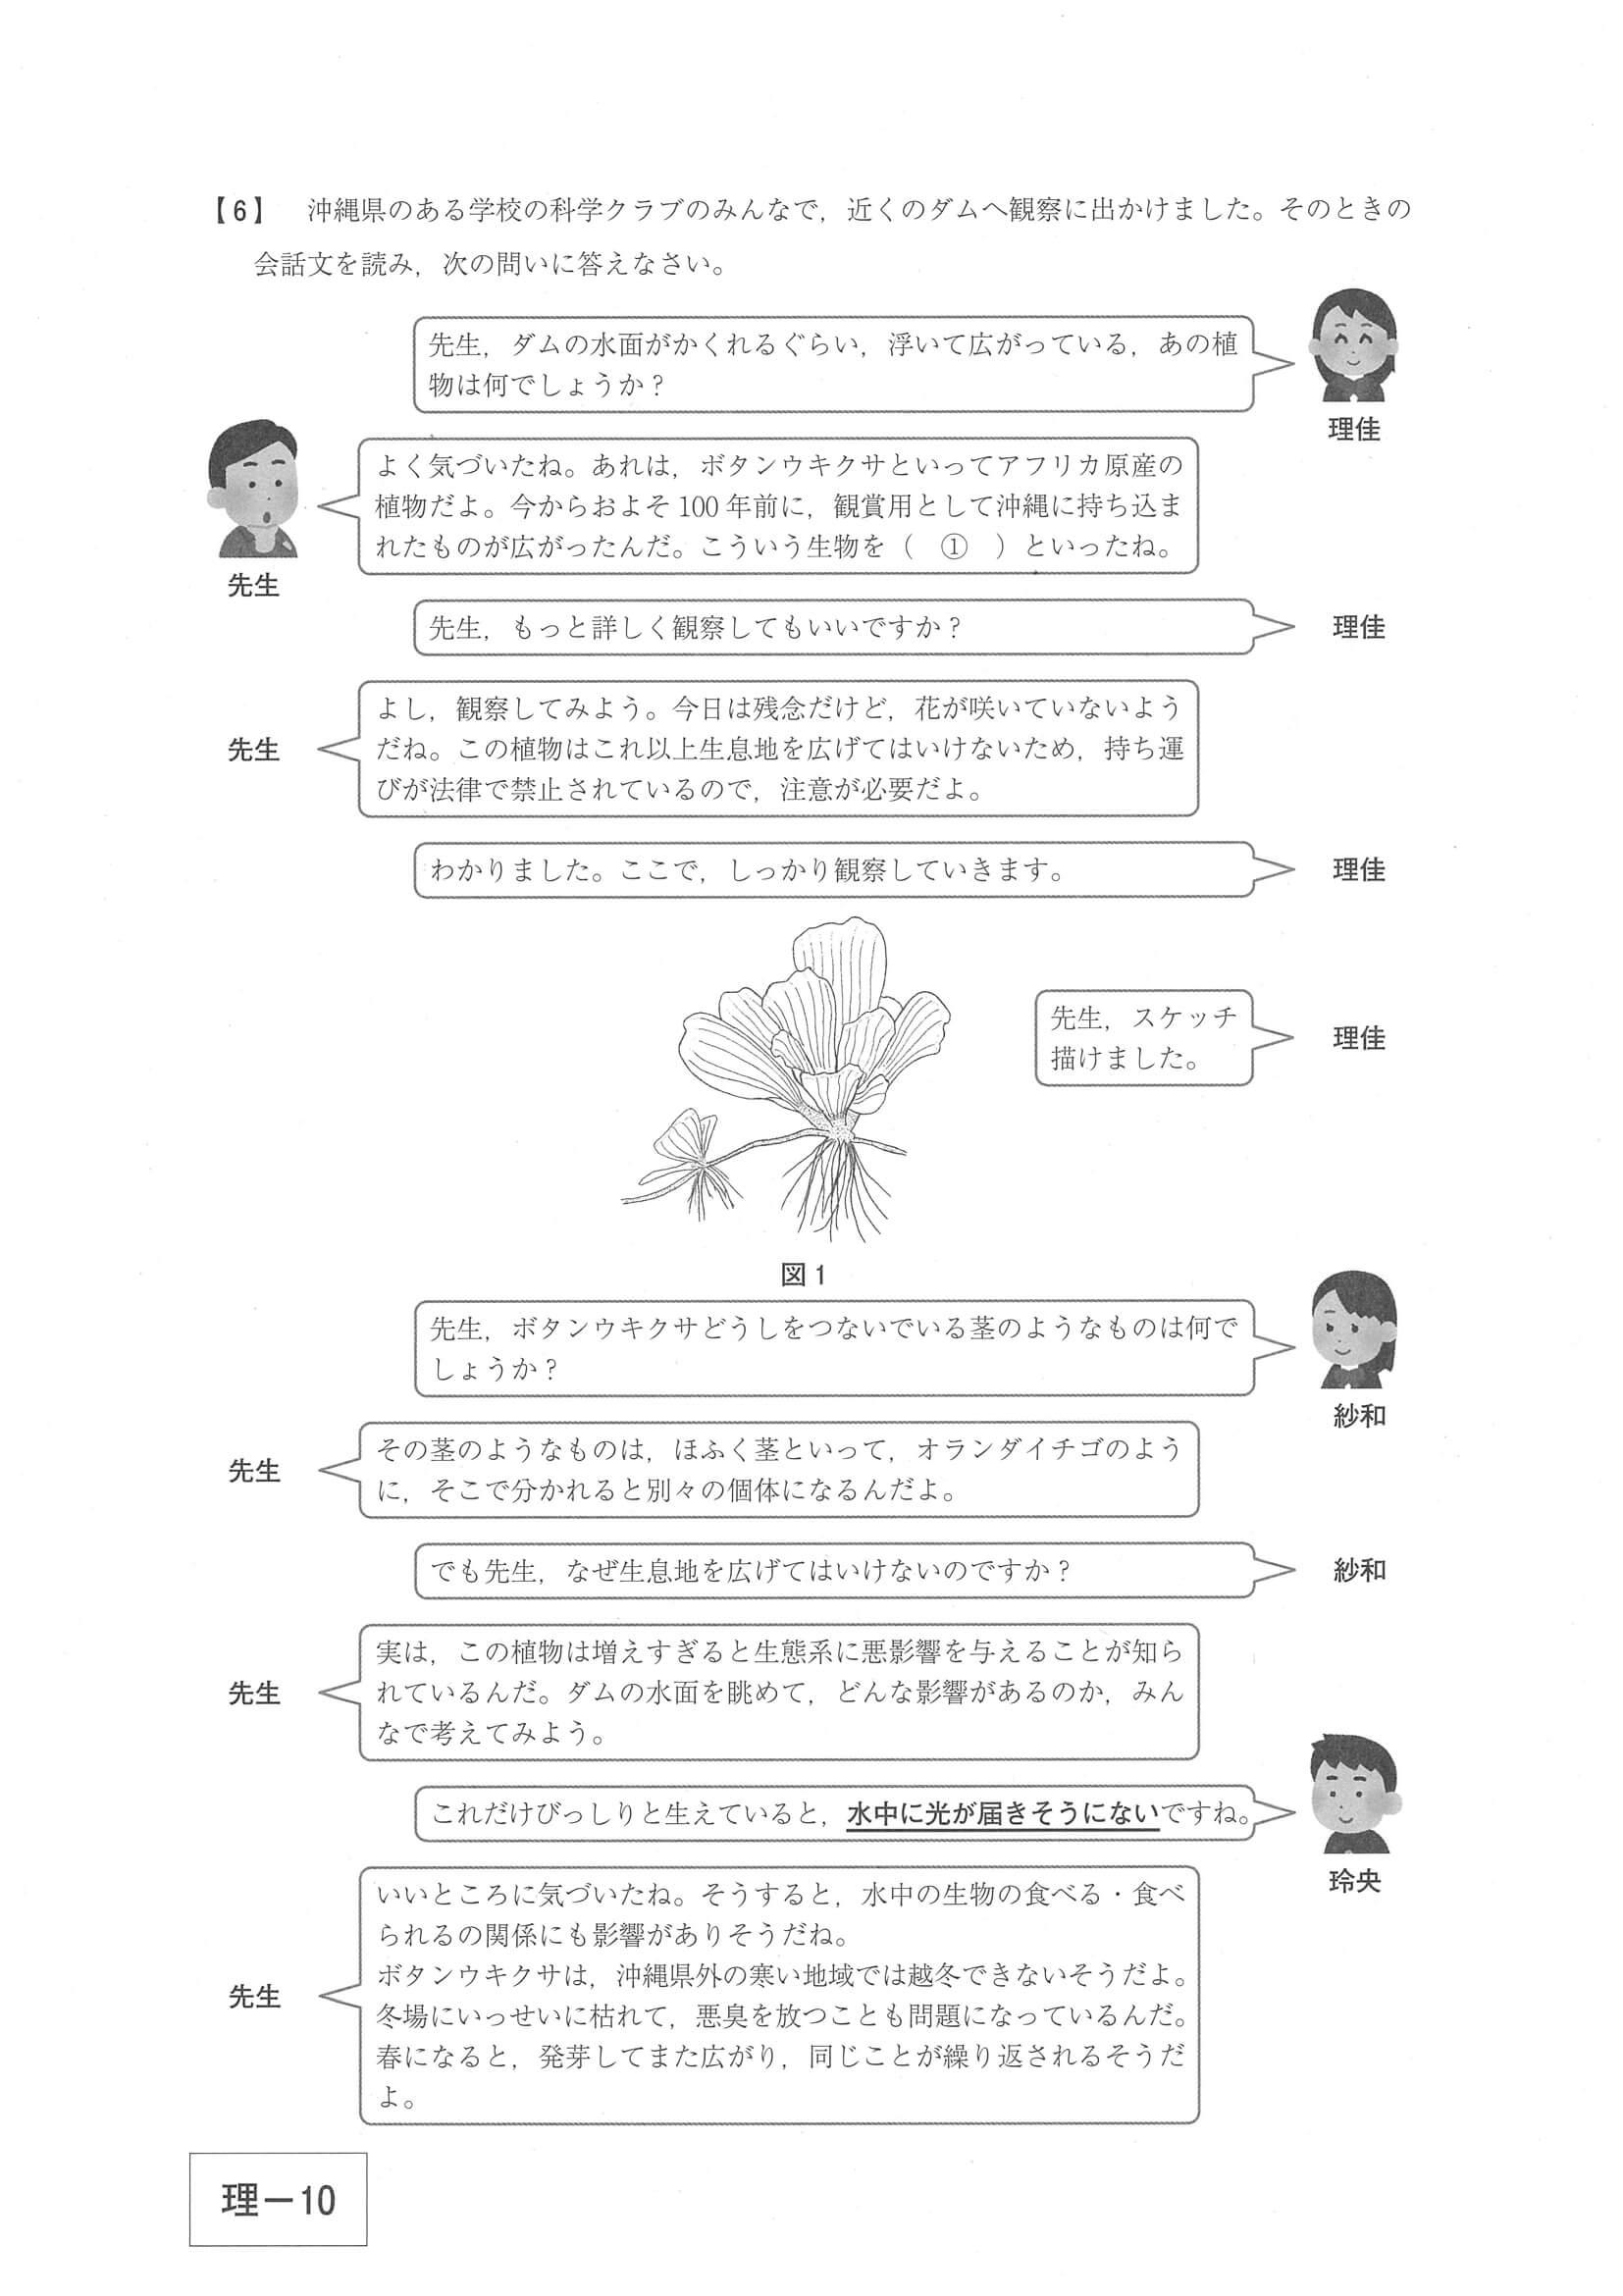 【6】 沖縄県のある学校の科学クラブのみんなで，近くのダムへ観察に出かけました。そのときの
会話文を読み，次の問いに答えなさい。
先生，ダムの水面がかくれるぐらい，浮いて広がっている，あの植
物は何でしょうか？
理佳
よく気づいたね。あれは，ボタンウキクサといってアフリカ原産の
植物だよ。今からおよそ100年前に，観賞用として沖縄に持ち込ま
れたものが広がったんだ。こういう生物を（ ① ）といったね。
先生
先生，もっと詳しく観察してもいいですか？
理佳
よし，観察してみよう。今日は残念だけど，花が咲いていないよう
だね。この植物はこれ以上生息地を広げてはいけないため，持ち運
びが法律で禁止されているので，注意が必要だよ。
先生
わかりました。ここで，しっかり観察していきます。
理佳
先生，スケッチ
描けました。
理佳
図1
先生，ボタンウキクサどうしをつないでいる茎のようなものは何で
しょうか？
紗和
その茎のようなものは，ほふく茎といって，オランダイチゴのよう
に，そこで分かれると別々の個体になるんだよ。
先生
でも先生，なぜ生息地を広げてはいけないのですか？
紗和
実は，この植物は増えすぎると生態系に悪影響を与えることが知ら
れているんだ。ダムの水面を眺めて，どんな影響があるのか，みん
なで考えてみよう。
先生
これだけびっしりと生えていると，水中に光が届きそうにないですね。
玲央
いいところに気づいたね。そうすると，水中の生物の食べる・食べ
られるの関係にも影響がありそうだね。
ボタンウキクサは，沖縄県外の寒い地域では越冬できないそうだよ。
冬場にいっせいに枯れて，悪臭を放つことも問題になっているんだ。
春になると，発芽してまた広がり，同じことが繰り返されるそうだ
よ。
先生
理－10